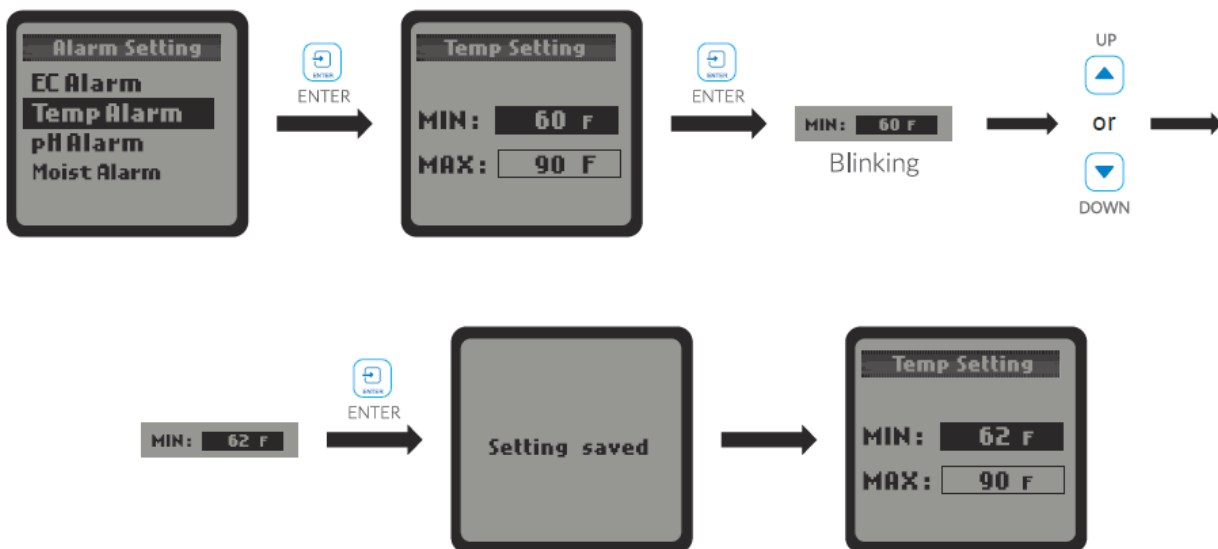 Alarm Setting
EC Alarm
Temp Alarm
pH Alarm
Moist Alarm
ENTER
ENTER
Temp Setting
MIN: 60 F
MAX: 90 F
ENTER
ENTER
MIN: 60 F
Blinking
UP
or
DOWN
MIN: 62 F
ENTER
ENTER
Setting saved
Temp Setting
MIN: 62 F
MAX: 90 F